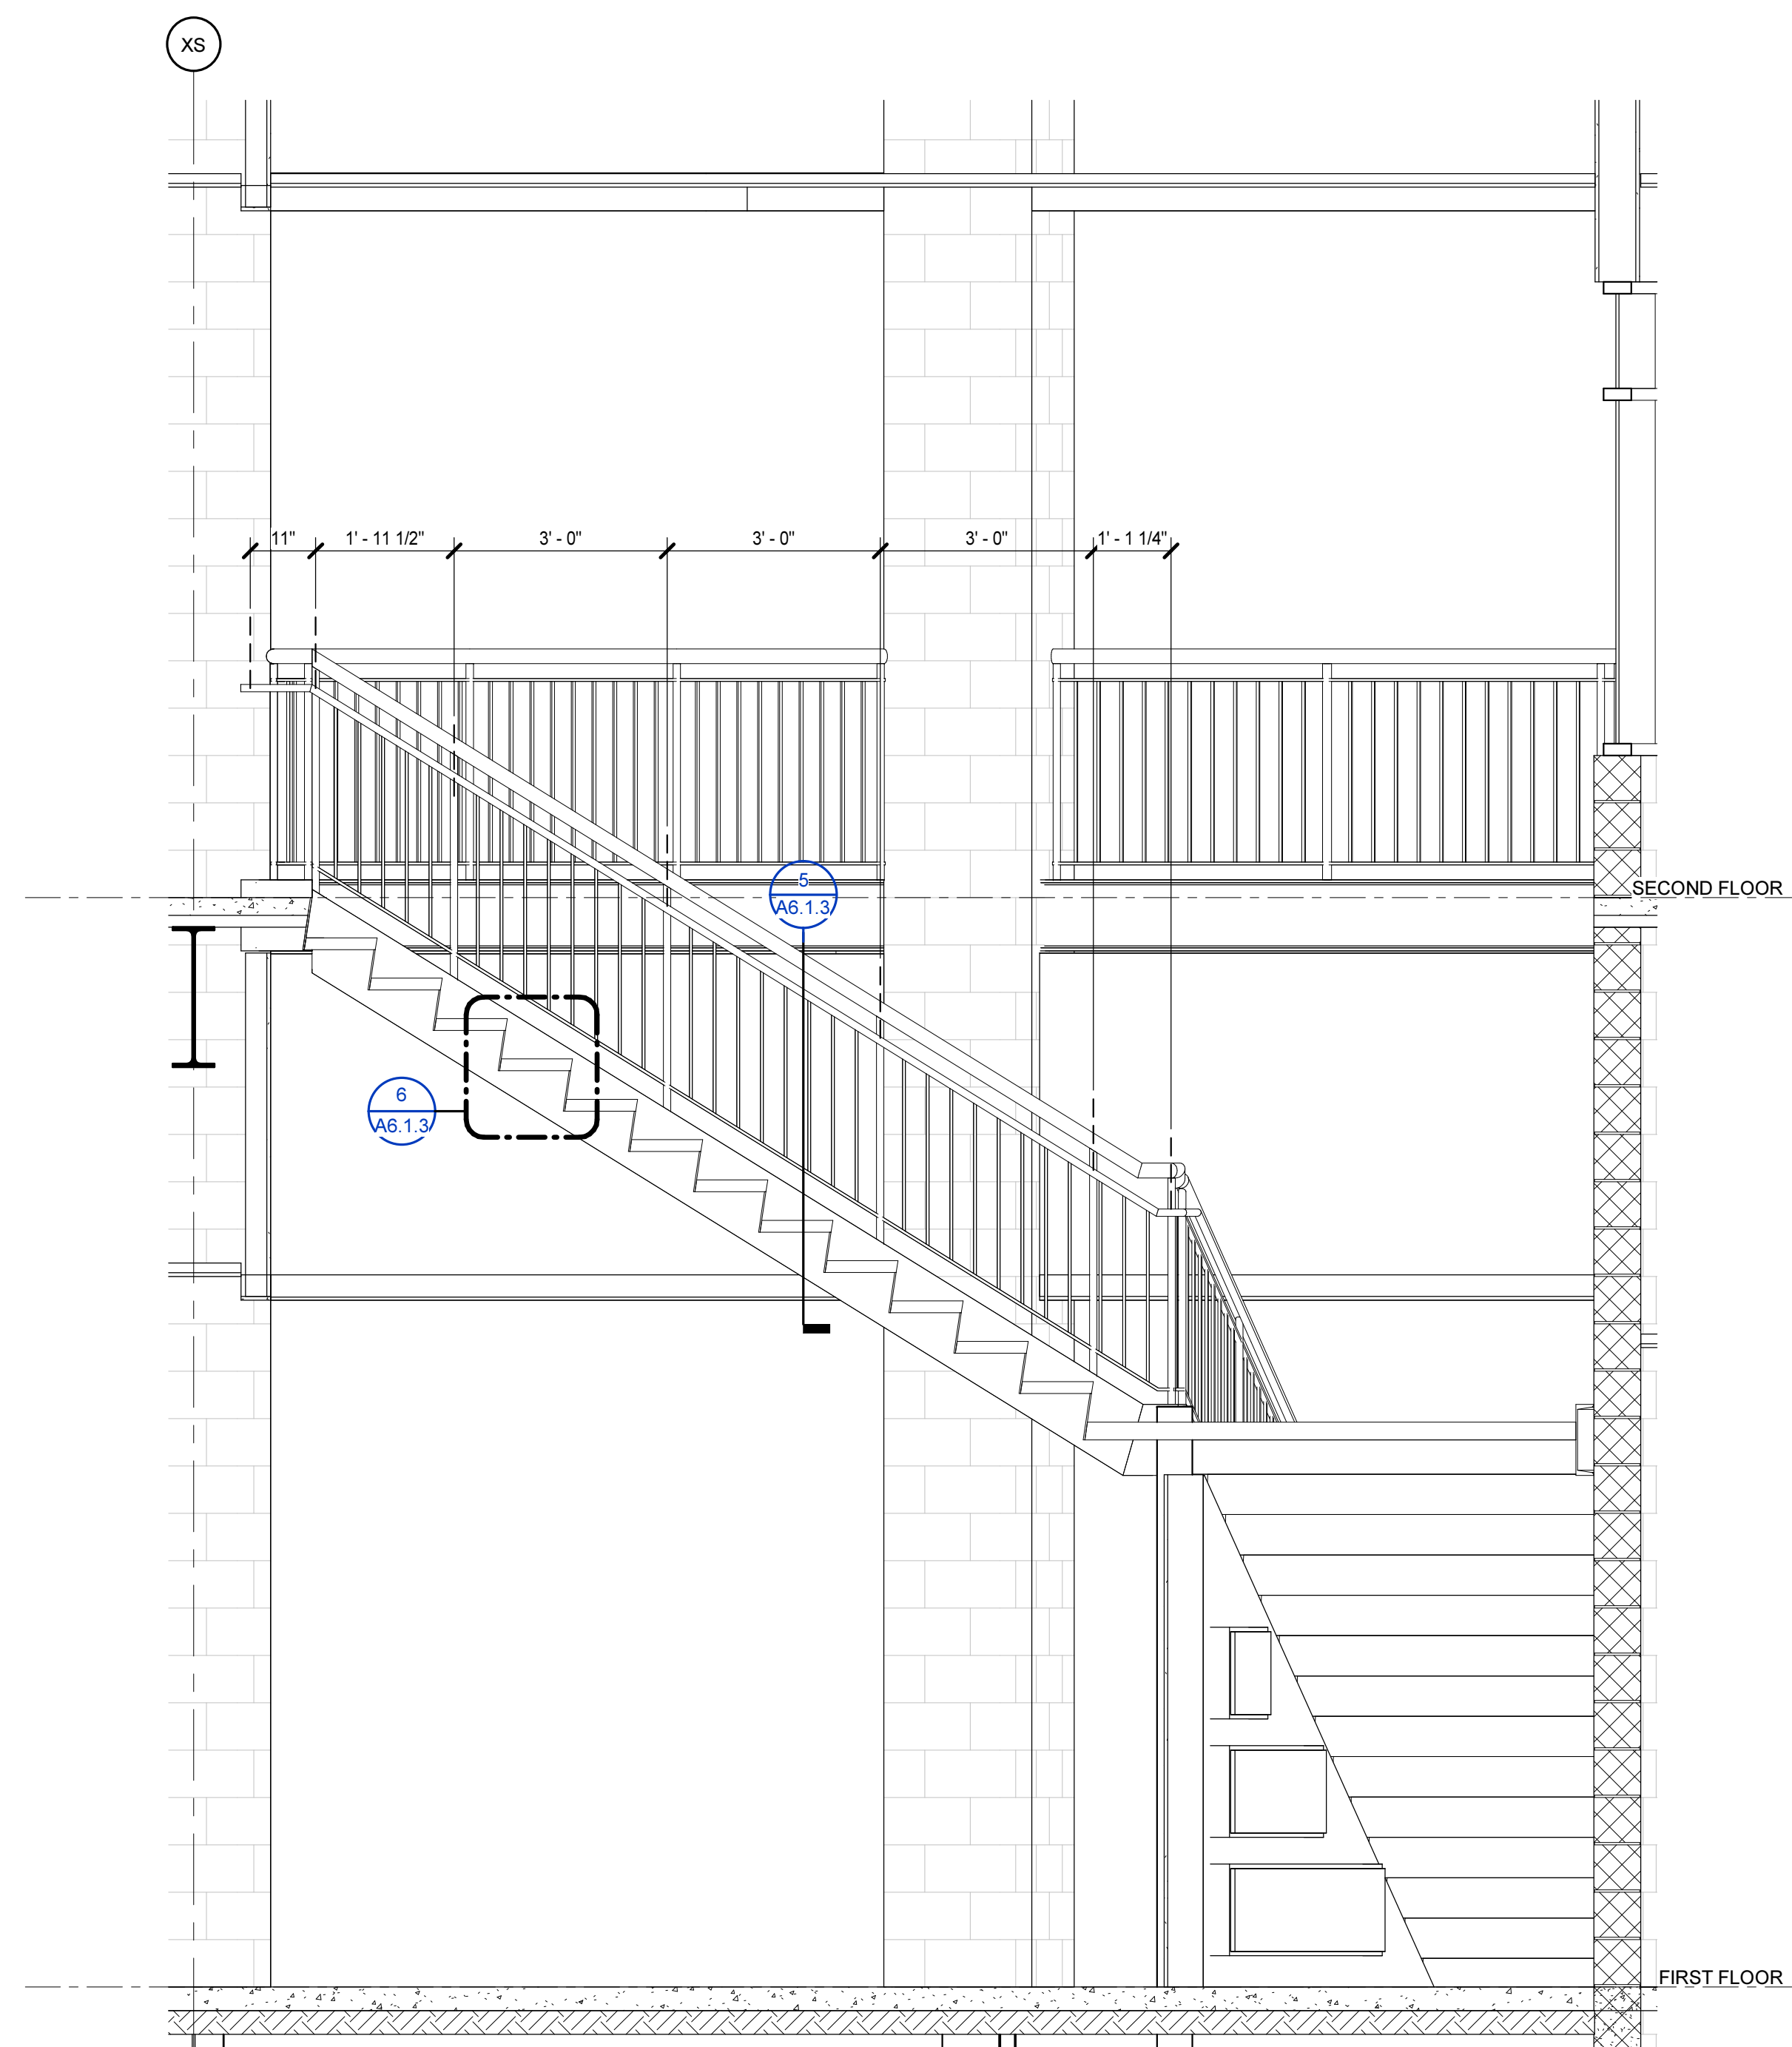 XS
11"
1' - 11 1/2"
3' - 0"
3' - 0"
3' - 0"
1' - 1 1/4"
5
A6.1.3
SECOND FLOOR
6
A6.1.3
FIRST FLOOR